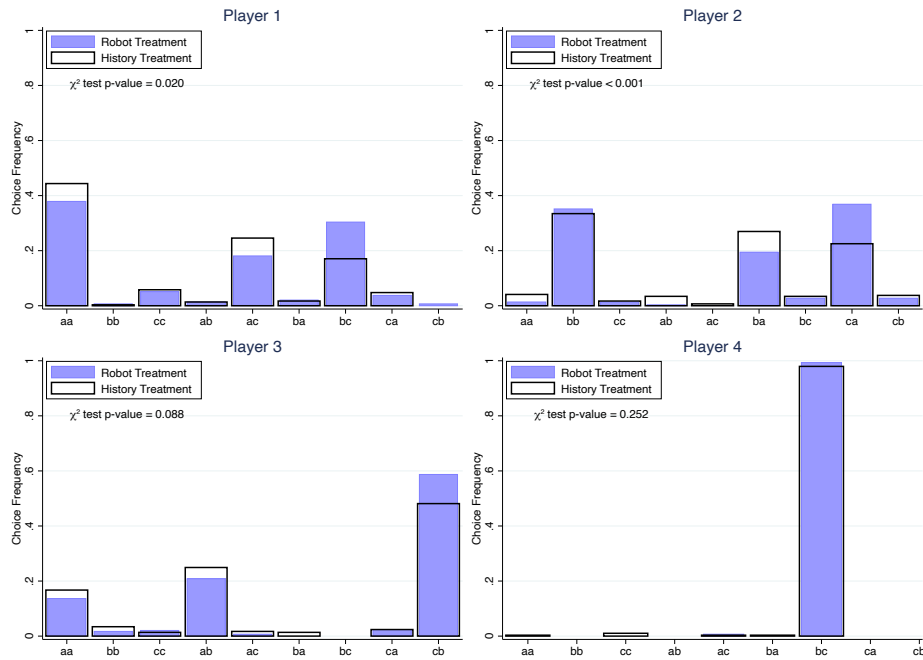 Player 1
Robot Treatment
History Treatment
χ² test p-value = 0.020
Choice Frequency
0 .2 .4 .6 .8 1
aa bb cc ab ac ba bc ca cb
Player 2
Robot Treatment
History Treatment
χ² test p-value < 0.001
Choice Frequency
0 .2 .4 .6 .8 1
aa bb cc ab ac ba bc ca cb
Player 3
Robot Treatment
History Treatment
χ² test p-value = 0.088
Choice Frequency
0 .2 .4 .6 .8 1
aa bb cc ab ac ba bc ca cb
Player 4
Robot Treatment
History Treatment
χ² test p-value = 0.252
Choice Frequency
0 .2 .4 .6 .8 1
aa bb cc ab ac ba bc ca cb